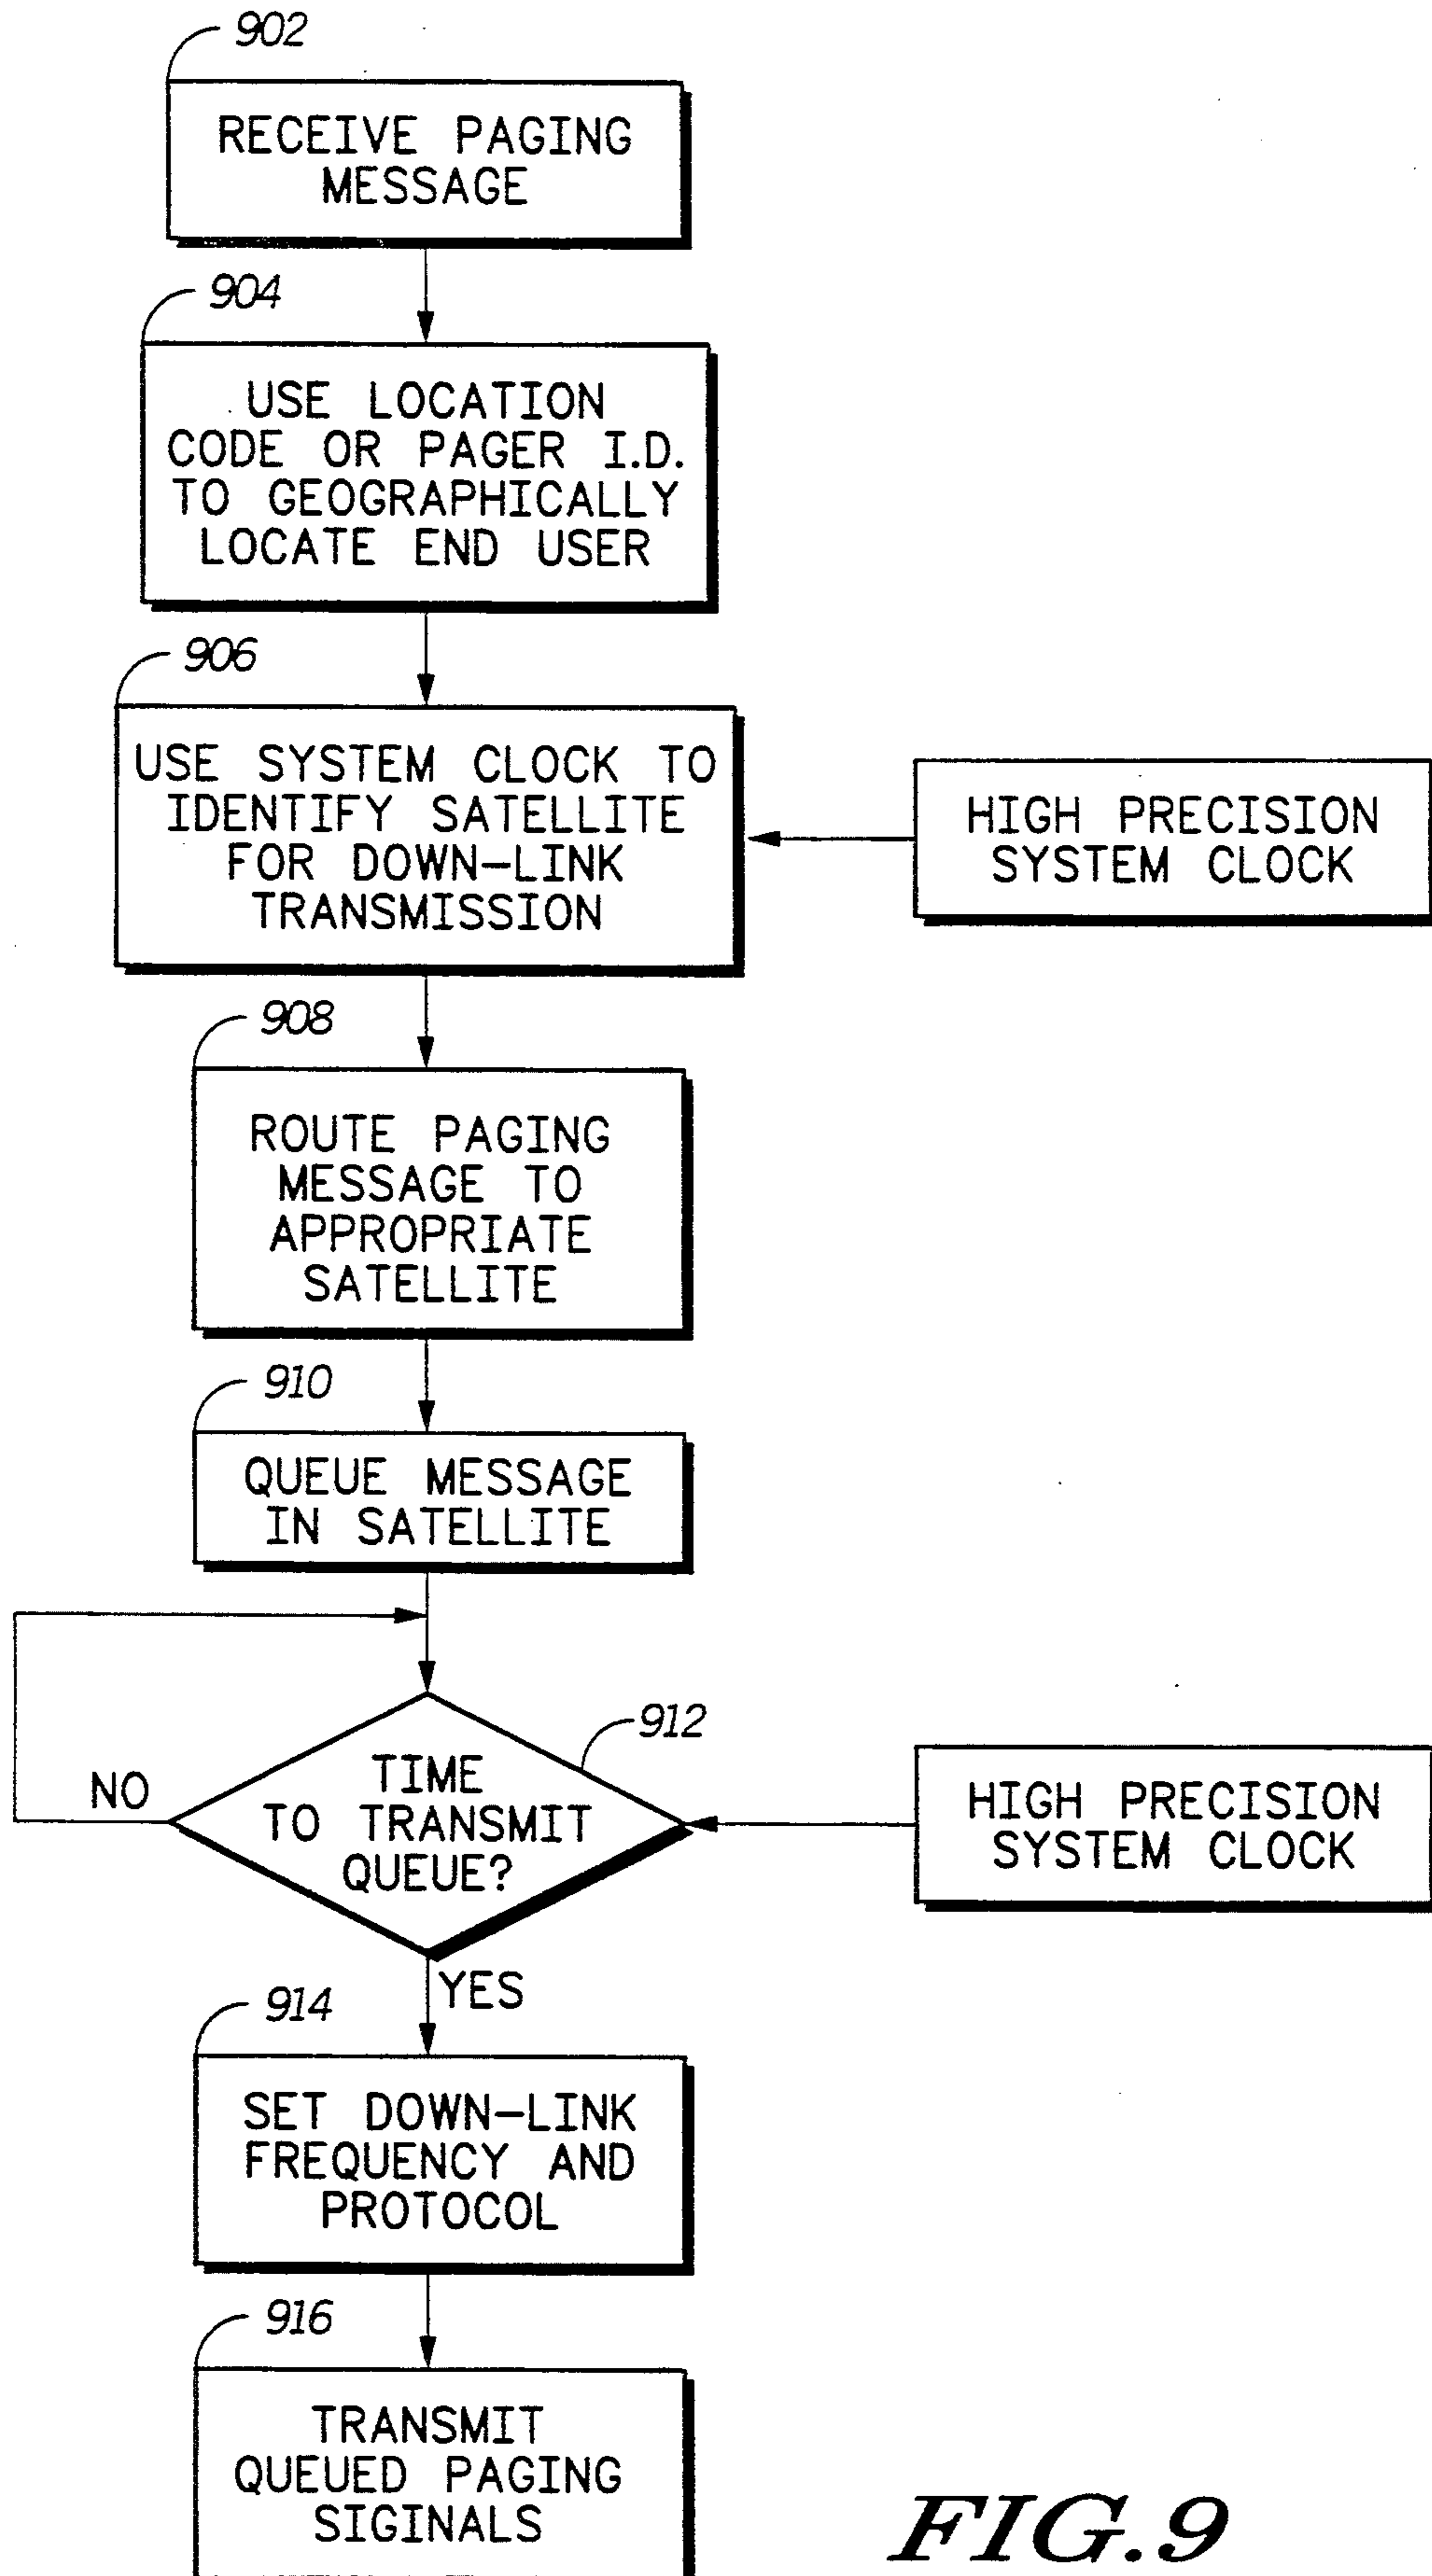 902
RECEIVE PAGING
MESSAGE
904
USE LOCATION
CODE OR PAGER I.D.
TO GEOGRAPHICALLY
LOCATE END USER
906
USE SYSTEM CLOCK TO
IDENTIFY SATELLITE
FOR DOWN-LINK
TRANSMISSION
HIGH PRECISION
SYSTEM CLOCK
908
ROUTE PAGING
MESSAGE TO
APPROPRIATE
SATELLITE
910
QUEUE MESSAGE
IN SATELLITE
912
TIME
TO TRANSMIT
QUEUE?
NO
HIGH PRECISION
SYSTEM CLOCK
YES
914
SET DOWN-LINK
FREQUENCY AND
PROTOCOL
916
TRANSMIT
QUEUED PAGING
SIGINALS
FIG.9